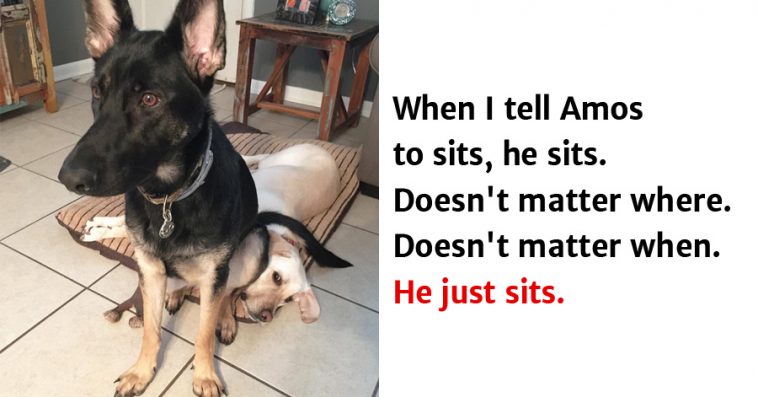 When I tell Amos
to sits, he sits.
Doesn't matter where.
Doesn't matter when.
He just sits.